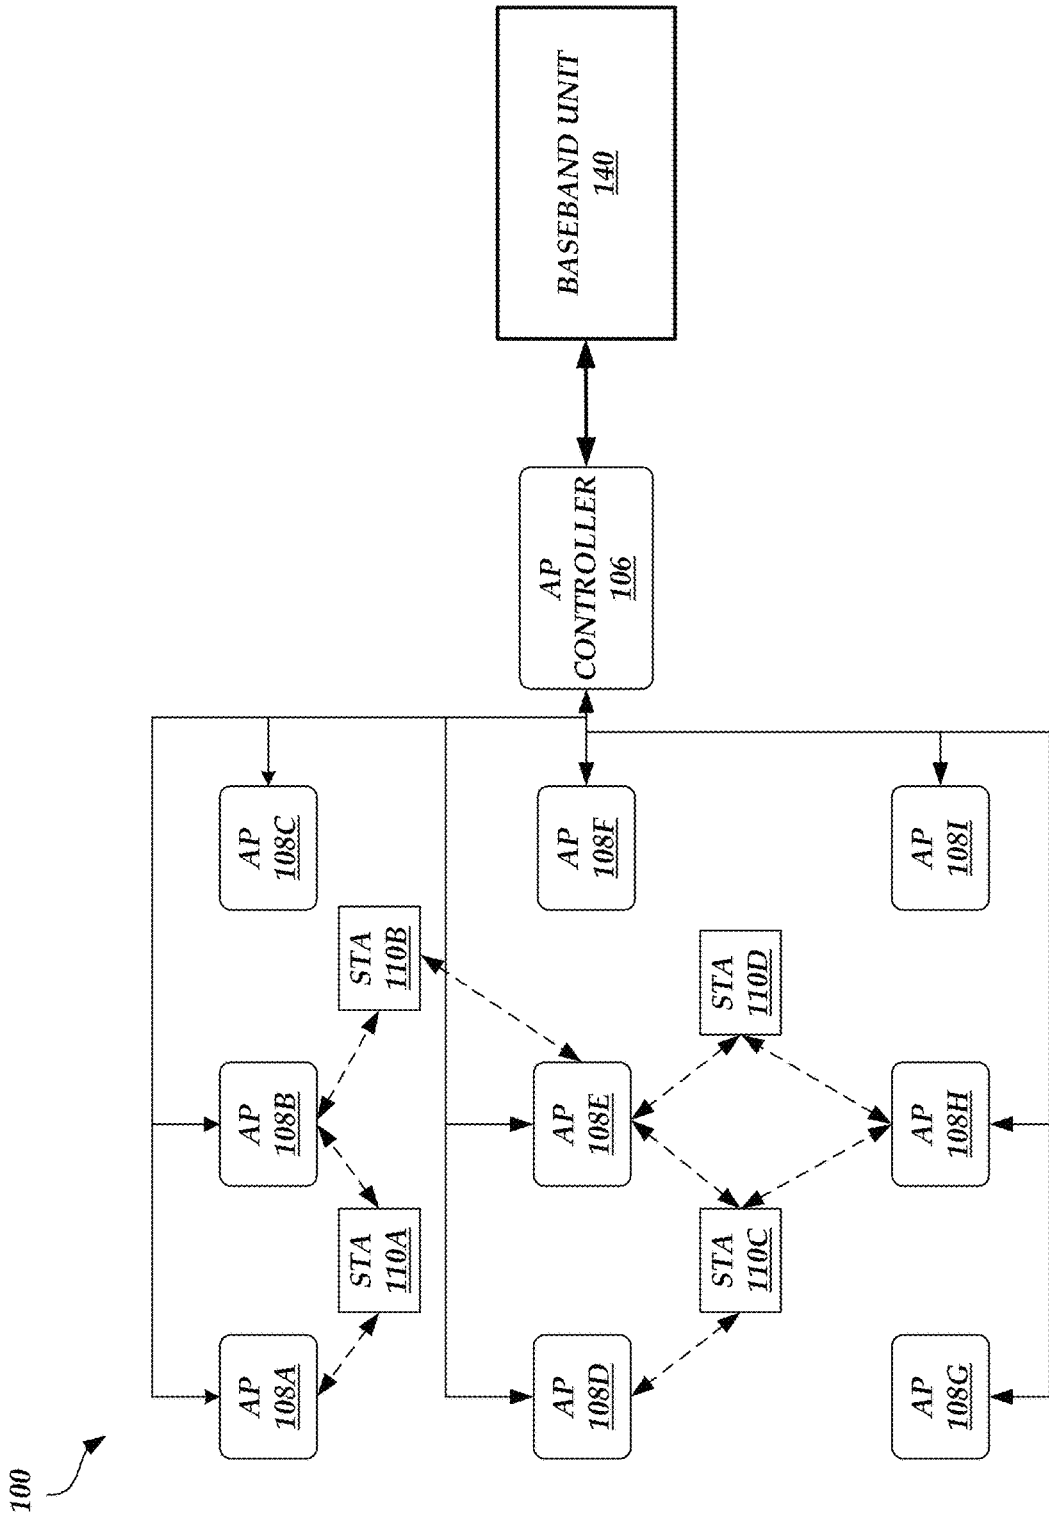 100
AP
108A
AP
108B
AP
108C
STA
110A
STA
110B
AP
108D
AP
108E
AP
108F
AP
CONTROLLER
106
BASEBAND UNIT
140
STA
110C
STA
110D
AP
108G
AP
108H
AP
108I